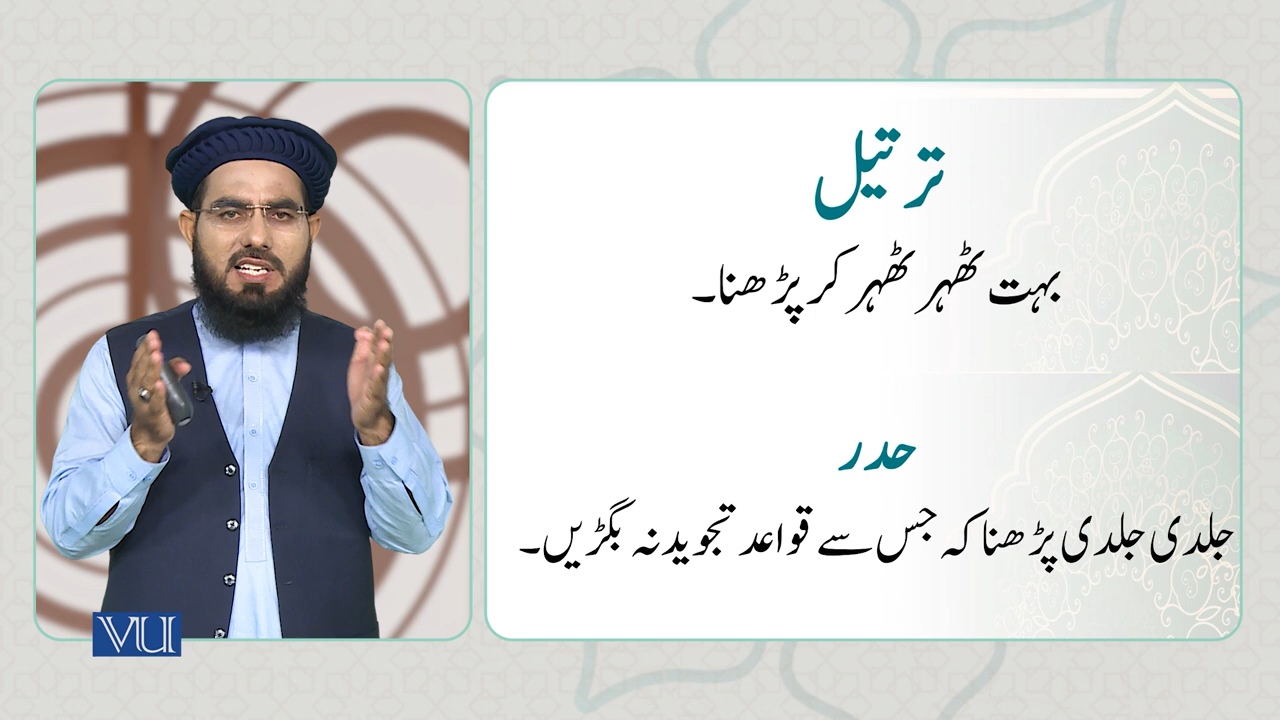 ترتیل
بہت ٹھہر ٹھہر کر پڑھنا۔
حدر
جلدی جلدی پڑھنا کہ جس سے قواعد تجوید نہ بگڑیں۔
VU